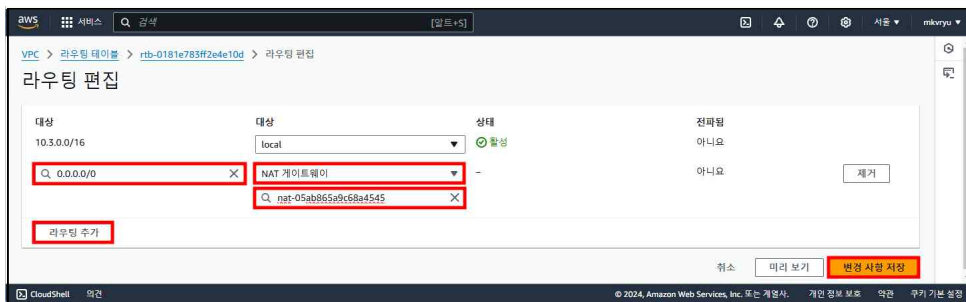 aws 서비스 검색 [알트+S] 서울 ▼ mkvryu ▼
VPC > 라우팅 테이블 > rtb-0181e783ff2e4e10d > 라우팅 편집
라우팅 편집
대상 대상 상태 전파됨
10.3.0.0/16 local 활성 아니요
0.0.0.0/0 NAT 게이트웨이 – 아니요 제거
nat-05ab865a9c68a4545
라우팅 추가
취소 미리 보기 변경 사항 저장
CloudShell 의견 © 2024, Amazon Web Services, Inc. 또는 계열사. 개인 정보 보호 약관 쿠키 기본 설정